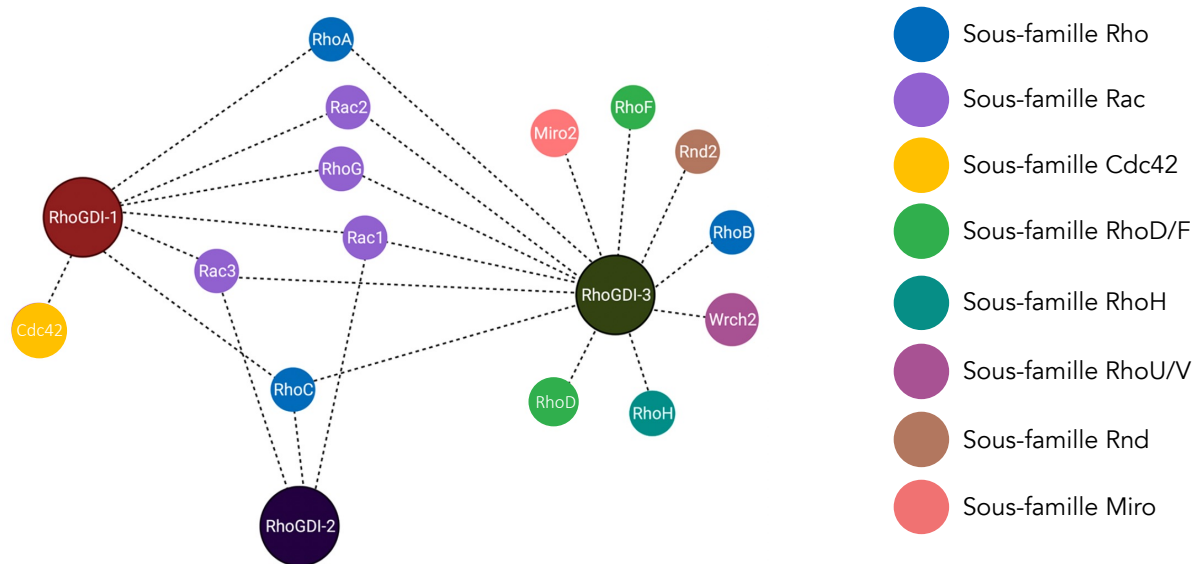 RhoA
Rac2
RhoG
RhoGDI-1
Rac1
Rac3
Cdc42
RhoC
RhoGDI-2
Miro2
RhoF
Rnd2
RhoB
RhoGDI-3
Wrch2
RhoD
RhoH
Sous-famille Rho
Sous-famille Rac
Sous-famille Cdc42
Sous-famille RhoD/F
Sous-famille RhoH
Sous-famille RhoU/V
Sous-famille Rnd
Sous-famille Miro